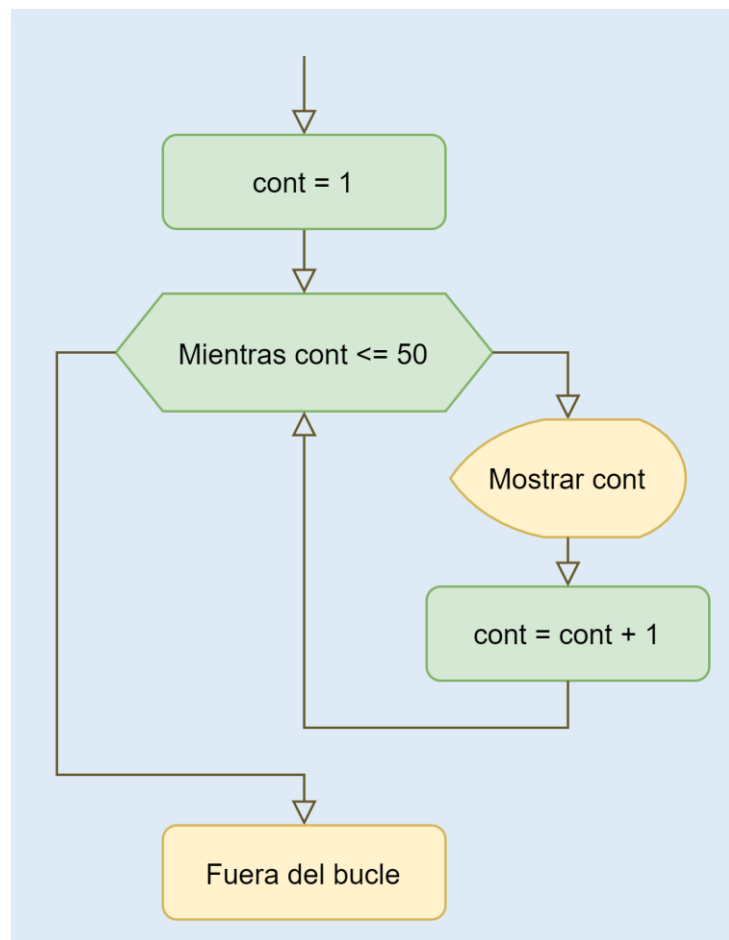 cont = 1
Mientras cont <= 50
Mostrar cont
cont = cont + 1
Fuera del bucle